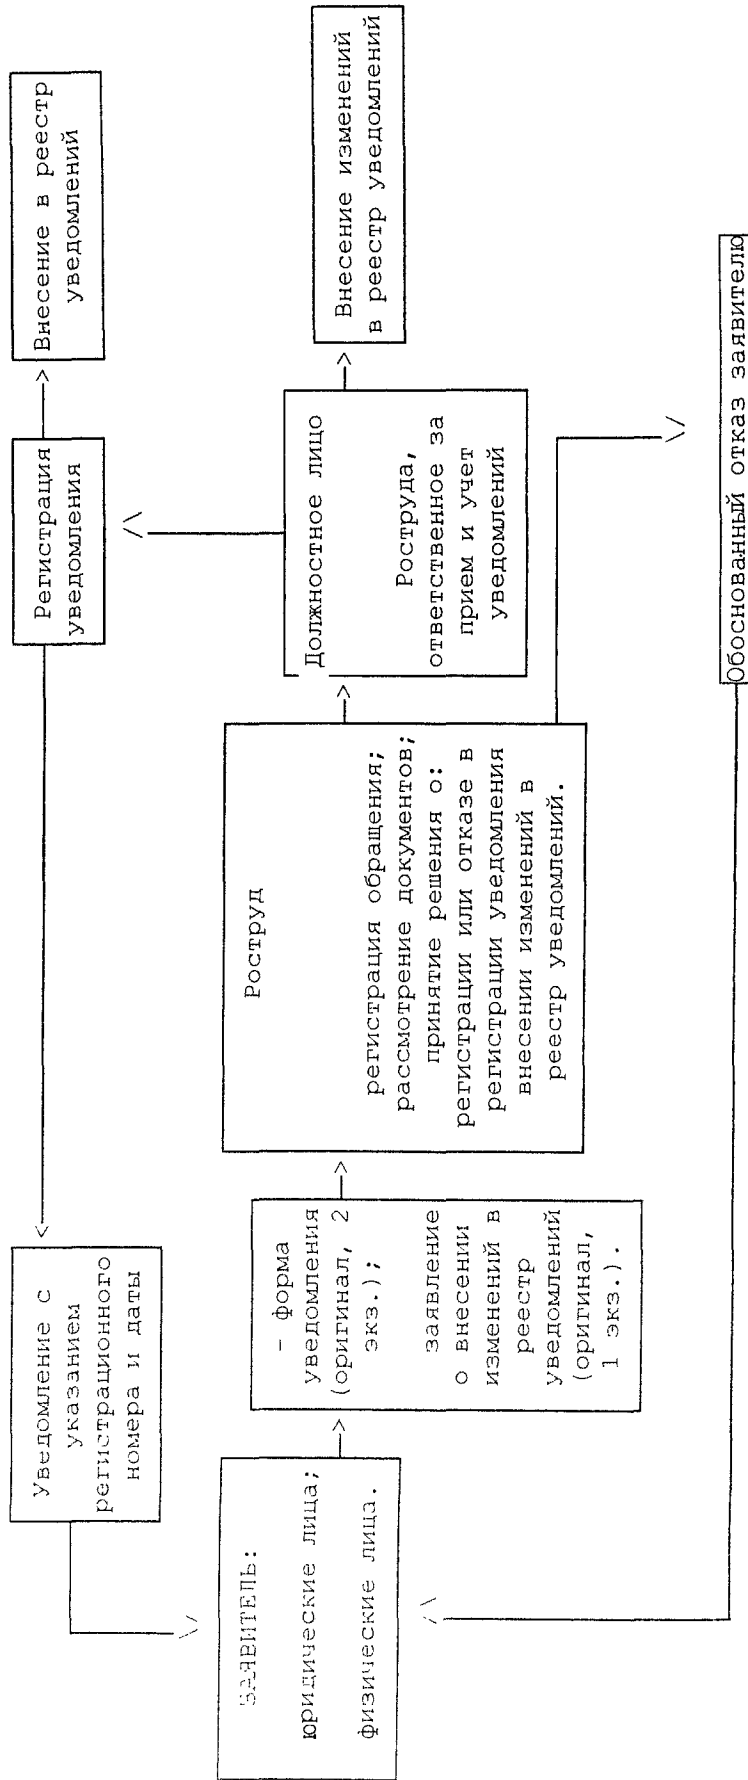 Уведомление с
указанием
регистрационного
номера и даты
Регистрация
уведомления
Внесение в реестр
уведомлений
ЗАЯВИТЕЛЬ:
юридические лица;
физические лица.
- форма
уведомления
(оригинал, 2
экз.);
заявление
о внесении
изменений в
реестр
уведомлений
(оригинал,
1 экз.).
Роструд
регистрация обращения;
рассмотрение документов;
принятие решения о:
регистрации или отказе в
регистрации уведомления
внесении изменений в
реестр уведомлений.
Должностное лицо
Роструда,
ответственное за
прием и учет
уведомлений
Внесение изменений
в реестр уведомлений
Обоснованный отказ заявителю